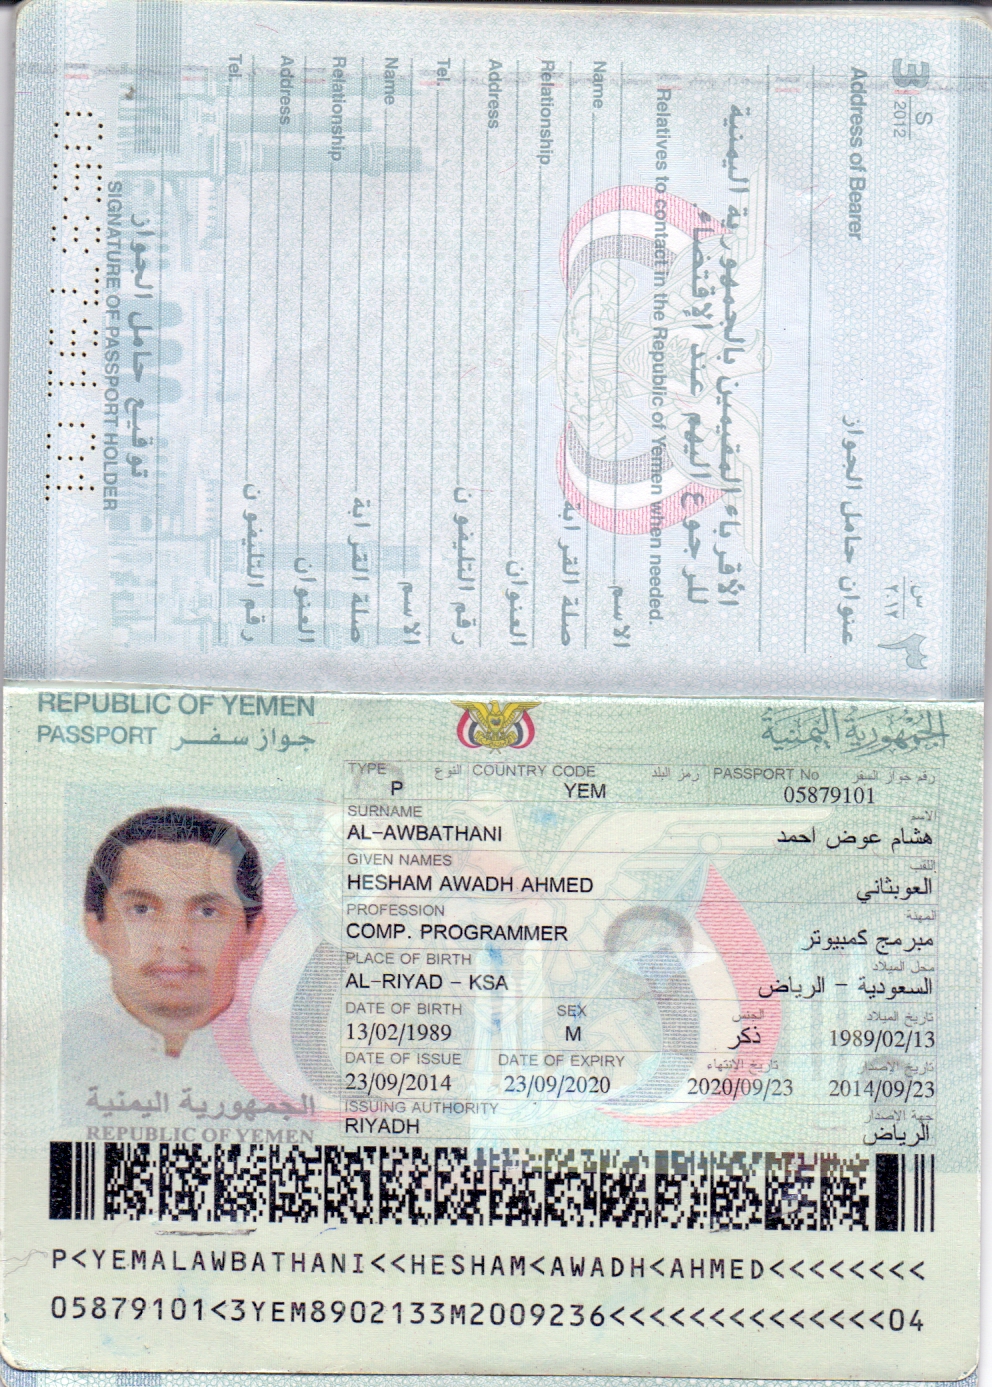 3
S
2012
س
٢٠١٢
٣
Address of Bearer
عنوان حامل الجواز
الأقرباء المقيمين بالجمهورية اليمنية
للرجوع اليهم عند الإقتضاء.
Relatives to contact in the Republic of Yemen when needed.
Name الاسم
Relationship صلة القرابة
Address العنوان
Tel. رقم التليفون
Name الاسم
Relationship صلة القرابة
Address العنوان
Tel. رقم التليفون
توقيع حامل الجواز
SIGNATURE OF PASSPORT HOLDER
REPUBLIC OF YEMEN الجمهورية اليمنية
PASSPORT جواز سفر
TYPE النوع COUNTRY CODE رمز البلد PASSPORT No رقم جواز السفر
P YEM 05879101
SURNAME الاسم
AL-AWBATHANI هشام عوض احمد
GIVEN NAMES اللقب
HESHAM AWADH AHMED العوبثاني
PROFESSION المهنة
COMP. PROGRAMMER مبرمج كمبيوتر
PLACE OF BIRTH محل الميلاد
AL-RIYAD - KSA السعودية - الرياض
DATE OF BIRTH SEX الجنس تاريخ الميلاد
13/02/1989 M ذكر 1989/02/13
DATE OF ISSUE DATE OF EXPIRY تاريخ الانتهاء تاريخ الاصدار
23/09/2014 23/09/2020 2020/09/23 2014/09/23
ISSUING AUTHORITY جهة الاصدار
RIYADH الرياض
الجمهورية اليمنية
REPUBLIC OF YEMEN
P<YEMALAWBATHANI<<HESHAM<AWADH<AHMED<<<<<<<<
05879101<3YEM8902133M2009236<<<<<<<<<<<<<<04